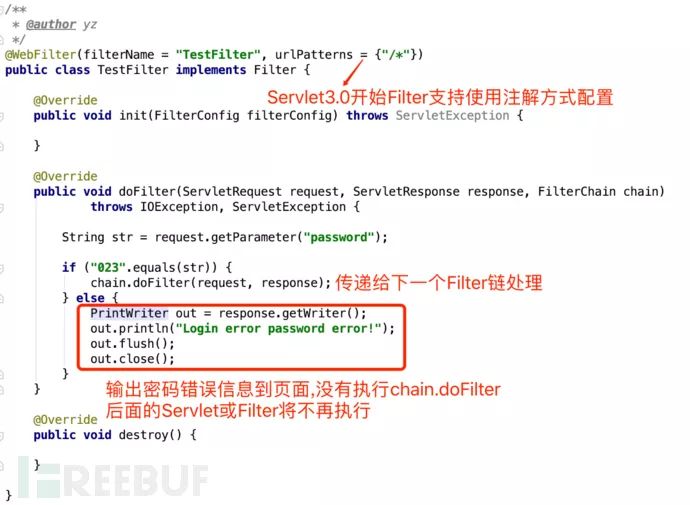 /**
* @author yz
*/
@WebFilter(filterName = "TestFilter", urlPatterns = {"/*"})
public class TestFilter implements Filter {
Servlet3.0开始Filter支持使用注解方式配置
@Override
public void init(FilterConfig filterConfig) throws ServletException {
}
@Override
public void doFilter(ServletRequest request, ServletResponse response, FilterChain chain)
throws IOException, ServletException {
String str = request.getParameter("password");
if ("023".equals(str)) {
chain.doFilter(request, response); 传递给下一个Filter链处理
} else {
PrintWriter out = response.getWriter();
out.println("Login error password error!");
out.flush();
out.close();
}
}
输出密码错误信息到页面,没有执行chain.doFilter
后面的Servlet或Filter将不再执行
@Override
public void destroy() {
}
}
FREEBUF